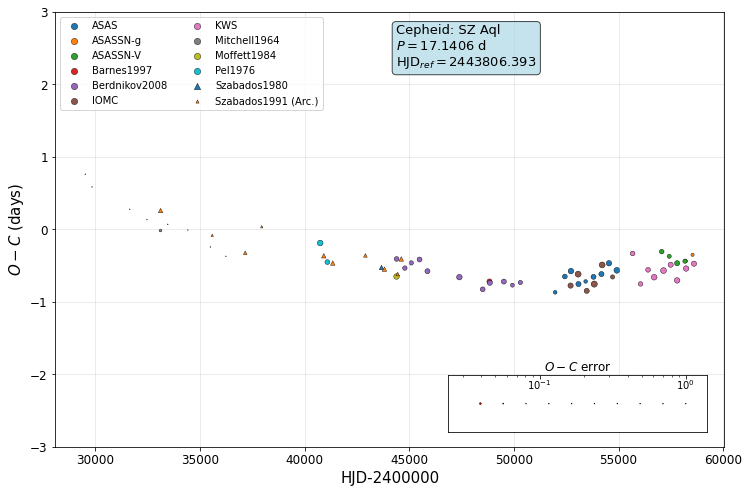 ASAS
ASASSN-g
ASASSN-V
Barnes1997
Berdnikov2008
IOMC
KWS
Mitchell1964
Moffett1984
Pel1976
Szabados1980
Szabados1991 (Arc.)
Cepheid: SZ Aql
P = 17.1406 d
HJD_ref = 2443806.393
3
2
1
0
−1
−2
−3
O − C (days)
O − C error
10⁻¹
10⁰
30000
35000
40000
45000
50000
55000
60000
HJD-2400000